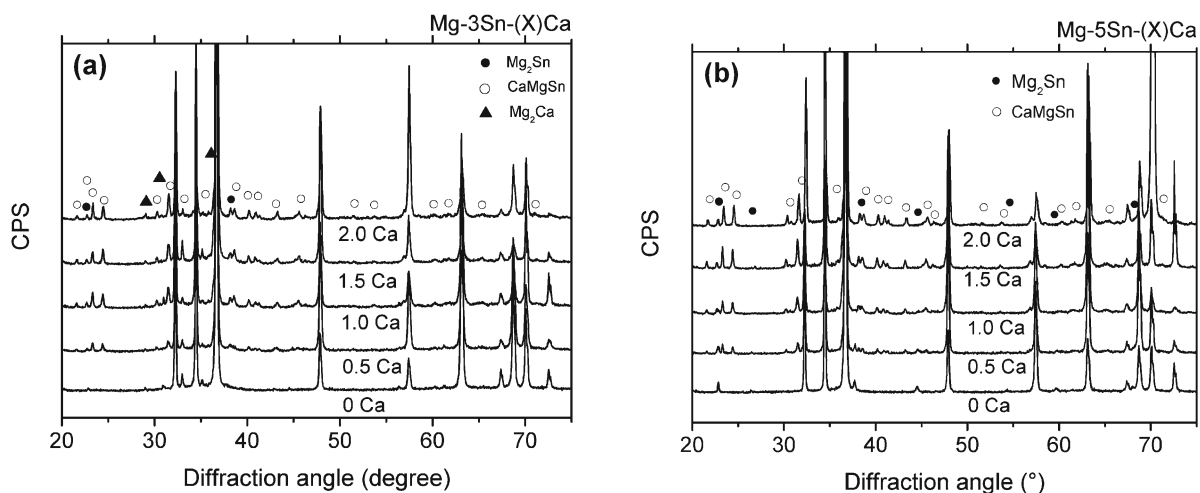 Mg-3Sn-(X)Ca
(a)
Mg₂Sn
CaMgSn
Mg₂Ca
CPS
2.0 Ca
1.5 Ca
1.0 Ca
0.5 Ca
0 Ca
20 30 40 50 60 70
Diffraction angle (degree)
Mg-5Sn-(X)Ca
(b)
Mg₂Sn
CaMgSn
CPS
2.0 Ca
1.5 Ca
1.0 Ca
0.5 Ca
0 Ca
20 30 40 50 60 70
Diffraction angle (°)